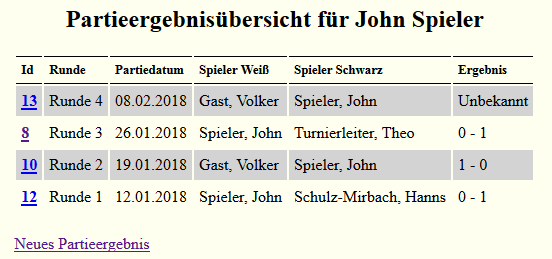 Partieergebnisübersicht für John Spieler
Id Runde Partiedatum Spieler Weiß Spieler Schwarz Ergebnis
13 Runde 4 08.02.2018 Gast, Volker Spieler, John Unbekannt
8 Runde 3 26.01.2018 Spieler, John Turnierleiter, Theo 0 - 1
10 Runde 2 19.01.2018 Gast, Volker Spieler, John 1 - 0
12 Runde 1 12.01.2018 Spieler, John Schulz-Mirbach, Hanns 0 - 1
Neues Partieergebnis